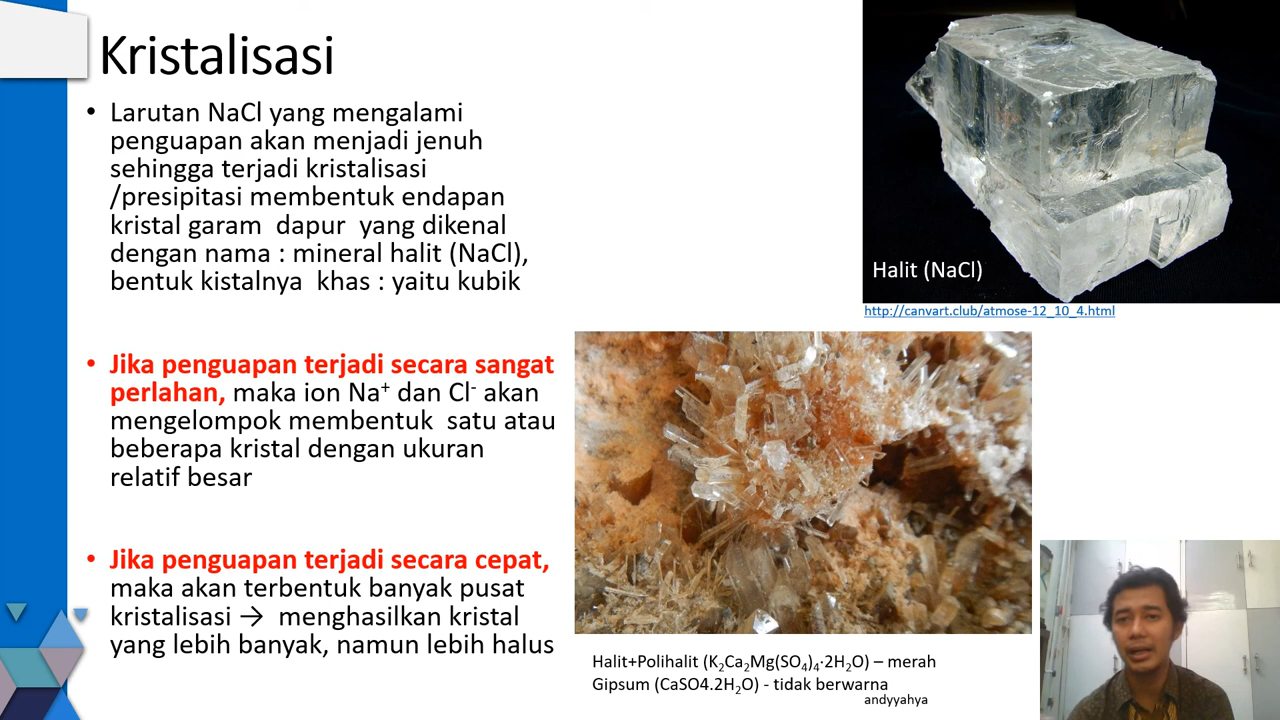 Kristalisasi
• Larutan NaCl yang mengalami
penguapan akan menjadi jenuh
sehingga terjadi kristalisasi
/presipitasi membentuk endapan
kristal garam dapur yang dikenal
dengan nama : mineral halit (NaCl),
bentuk kistalnya khas : yaitu kubik
• Jika penguapan terjadi secara sangat
perlahan, maka ion Na⁺ dan Cl⁻ akan
mengelompok membentuk satu atau
beberapa kristal dengan ukuran
relatif besar
• Jika penguapan terjadi secara cepat,
maka akan terbentuk banyak pusat
kristalisasi → menghasilkan kristal
yang lebih banyak, namun lebih halus
Halit (NaCl)
http://canvart.club/atmose-12_10_4.html
Halit+Polihalit (K₂Ca₂Mg(SO₄)₄·2H₂O) – merah
Gipsum (CaSO4.2H₂O) - tidak berwarna
andyyahya